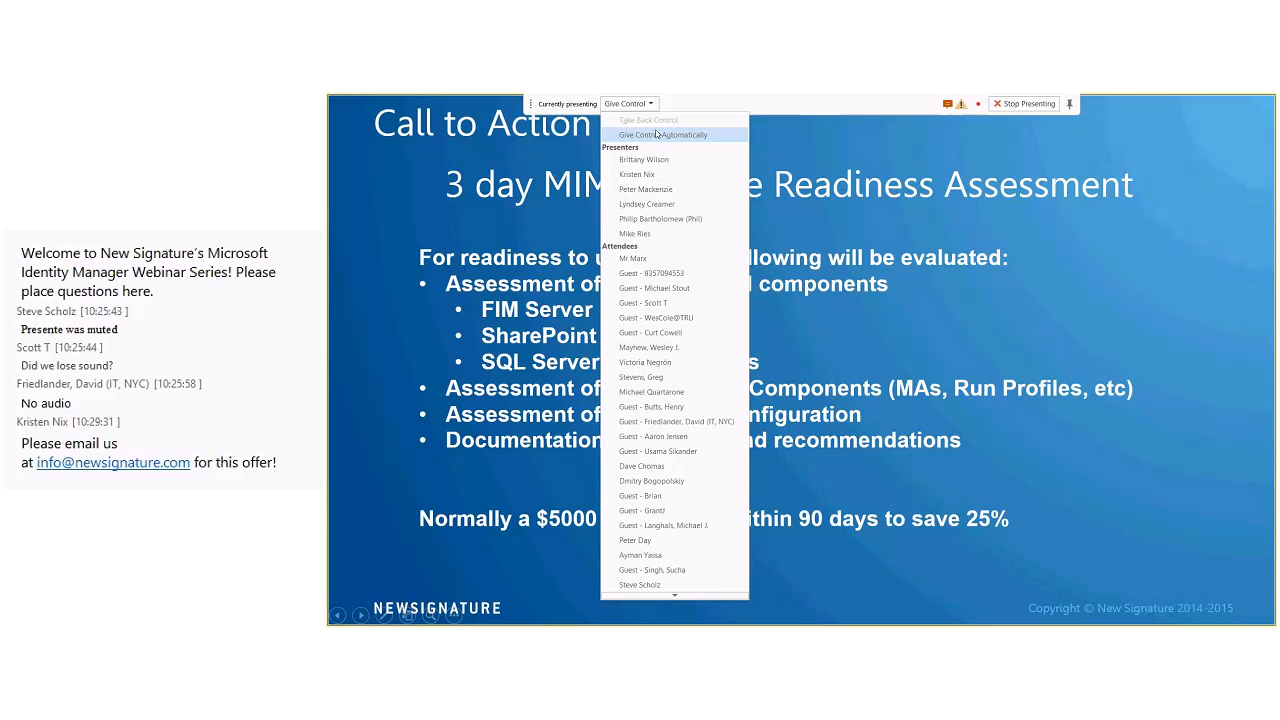 Welcome to New Signature's Microsoft
Identity Manager Webinar Series! Please
place questions here.
Steve Scholz [10:25:43 ]
Presente was muted
Scott T [10:25:44 ]
Did we lose sound?
Friedlander, David (IT, NYC) [10:25:58 ]
No audio
Kristen Nix [10:29:31 ]
Please email us
at info@newsignature.com for this offer!
Currently presenting Give Control
Stop Presenting
Take Back Control
Give Control Automatically
Presenters
Brittany Wilson
Kristen Nix
Peter Mackenzie
Lyndsey Creamer
Philip Bartholomew (Phil)
Mike Ries
Attendees
Mr Marx
Guest - 9357094553
Guest - Michael Stout
Guest - Scott T
Guest - WesCole@TRU
Guest - Curt Cowell
Mayhew, Wesley J.
Victoria Negrón
Stevens, Greg
Michael Quartarone
Guest - Butts, Henry
Guest - Friedlander, David (IT, NYC)
Guest - Aaron Jensen
Guest - Usama Sikander
Dave Chomas
Dmitry Bogopolskiy
Guest - Brian
Guest - GrantJ
Guest - Langhals, Michael J.
Peter Day
Ayman Yassa
Guest - Singh, Sucha
Steve Scholz
Call to Action
3 day MIM e Readiness Assessment
For readiness to u llowing will be evaluated:
• Assessment of d components
• FIM Server
• SharePoint
• SQL Server s
• Assessment of Components (MAs, Run Profiles, etc)
• Assessment of nfiguration
• Documentation nd recommendations
Normally a $5000 ithin 90 days to save 25%
NEWSIGNATURE
Copyright © New Signature 2014-2015